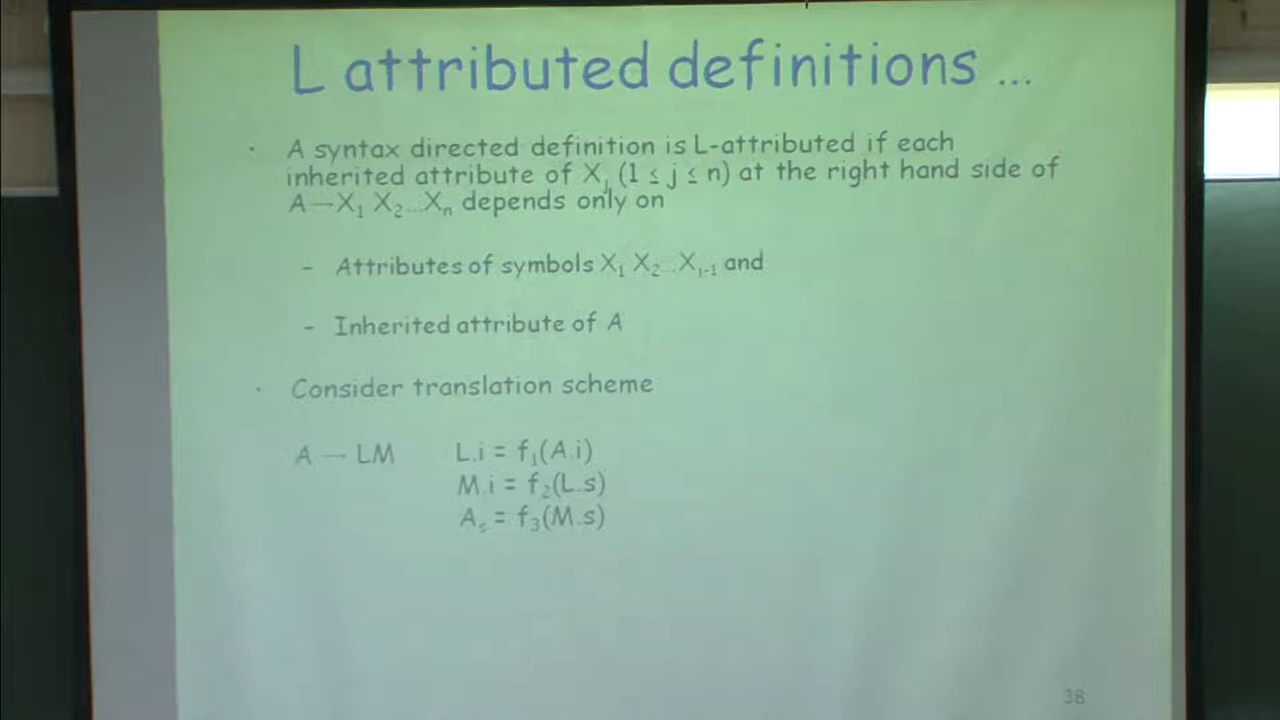 L attributed definitions ...
· A syntax directed definition is L-attributed if each
inherited attribute of Xj (1 ≤ j ≤ n) at the right hand side of
A→X1 X2…Xn depends only on
– Attributes of symbols X1 X2…Xj-1 and
– Inherited attribute of A
· Consider translation scheme
A → LM L.i = f1(A.i)
M.i = f2(L.s)
As = f3(M.s)
38